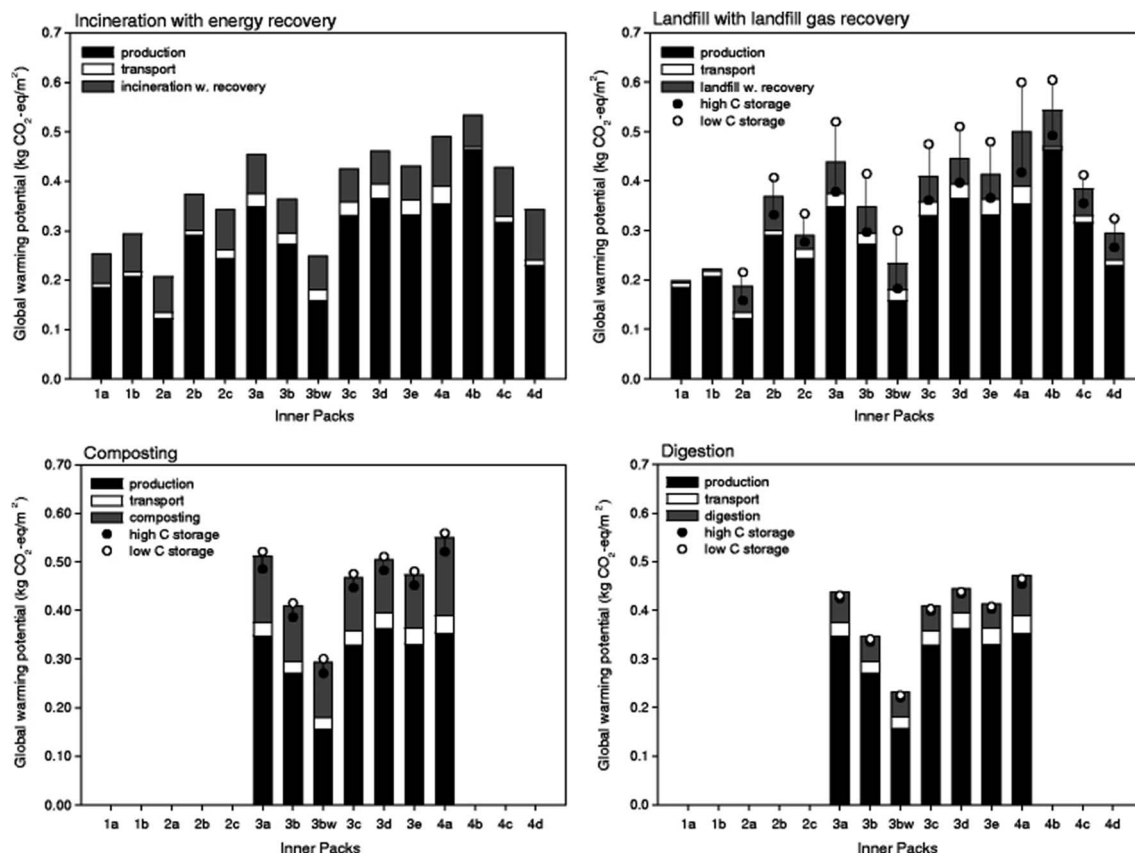 Incineration with energy recovery
0.7
0.6
0.5
0.4
0.3
0.2
0.1
0.0
Global warming potential (kg CO₂-eq/m²)
production
transport
incineration w. recovery
1a 1b 2a 2b 2c 3a 3b 3bw 3c 3d 3e 4a 4b 4c 4d
Inner Packs
Landfill with landfill gas recovery
0.7
0.6
0.5
0.4
0.3
0.2
0.1
0.0
Global warming potential (kg CO₂-eq/m²)
production
transport
landfill w. recovery
high C storage
low C storage
1a 1b 2a 2b 2c 3a 3b 3bw 3c 3d 3e 4a 4b 4c 4d
Inner Packs
Composting
0.70
0.60
0.50
0.40
0.30
0.20
0.10
0.00
Global warming potential (kg CO₂-eq/m²)
production
transport
composting
high C storage
low C storage
1a 1b 2a 2b 2c 3a 3b 3bw 3c 3d 3e 4a 4b 4c 4d
Inner Packs
Digestion
0.7
0.6
0.5
0.4
0.3
0.2
0.1
0.0
Global warming potential (kg CO₂-eq/m²)
production
transport
digestion
high C storage
low C storage
1a 1b 2a 2b 2c 3a 3b 3bw 3c 3d 3e 4a 4b 4c 4d
Inner Packs